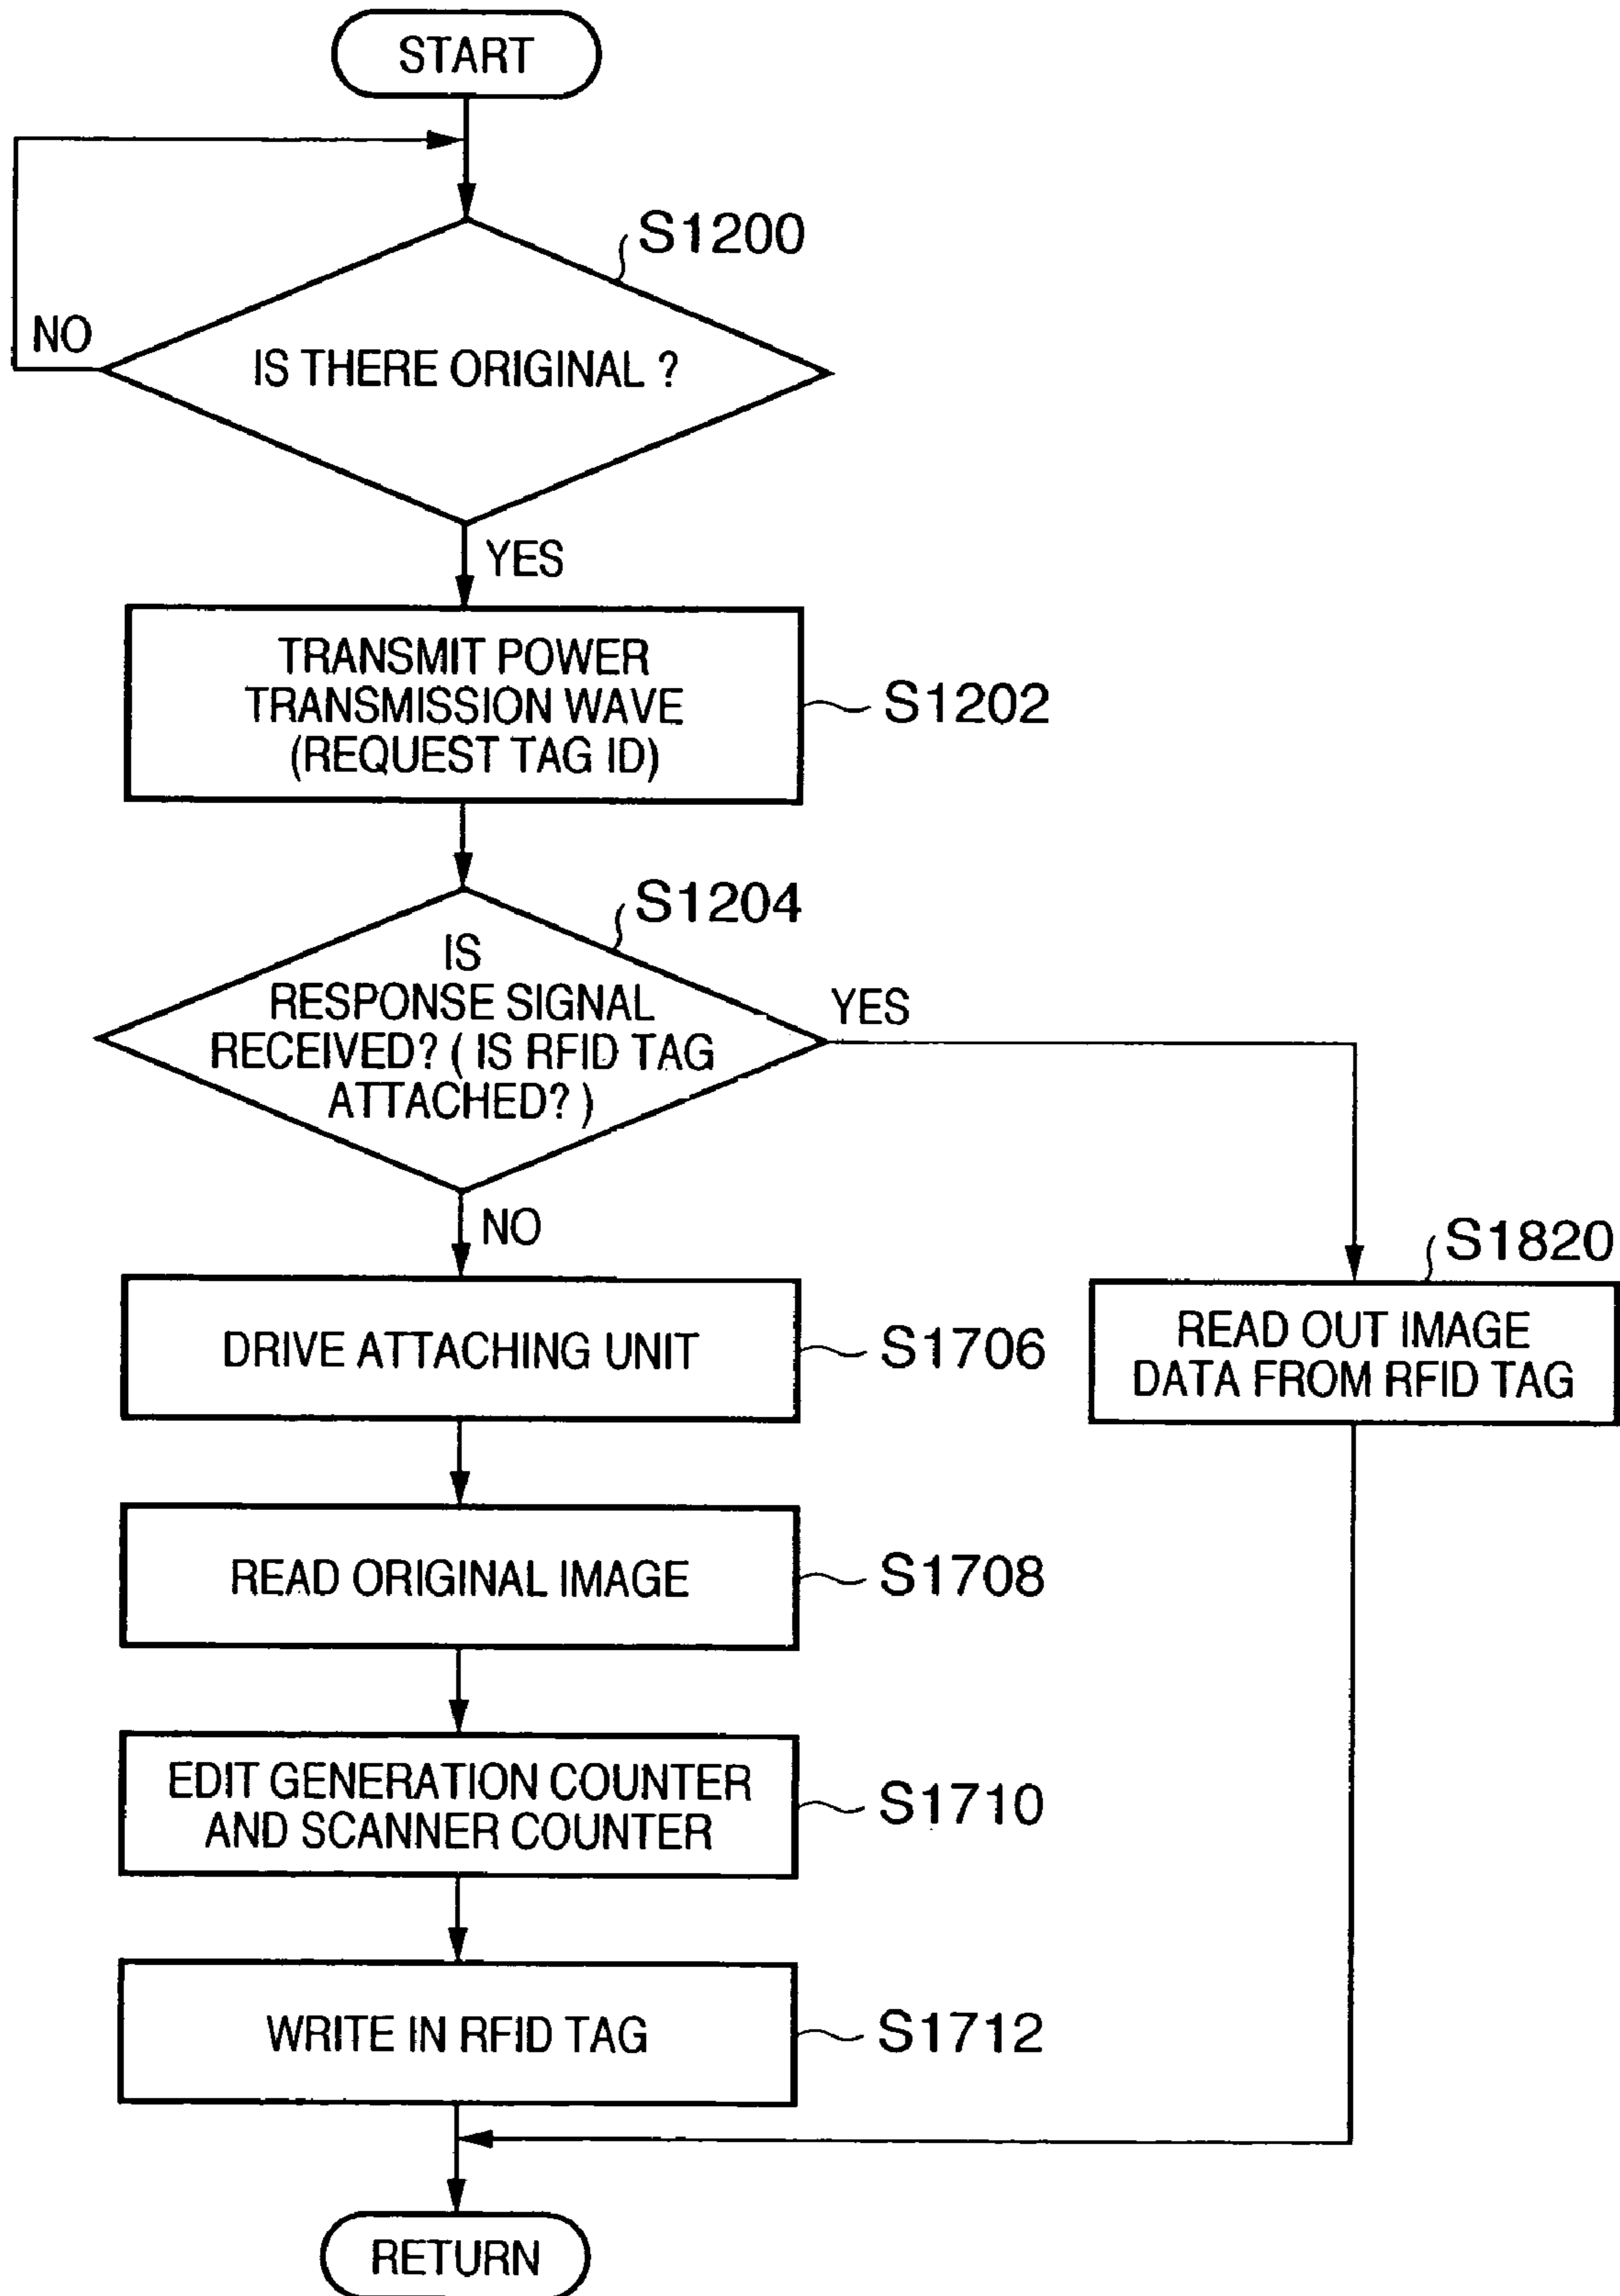 START
S1200
NO
IS THERE ORIGINAL ?
YES
TRANSMIT POWER
TRANSMISSION WAVE
(REQUEST TAG ID)
S1202
S1204
IS
RESPONSE SIGNAL
RECEIVED? ( IS RFID TAG
ATTACHED? )
YES
NO
S1820
READ OUT IMAGE
DATA FROM RFID TAG
DRIVE ATTACHING UNIT
S1706
READ ORIGINAL IMAGE
S1708
EDIT GENERATION COUNTER
AND SCANNER COUNTER
S1710
WRITE IN RFID TAG
S1712
RETURN